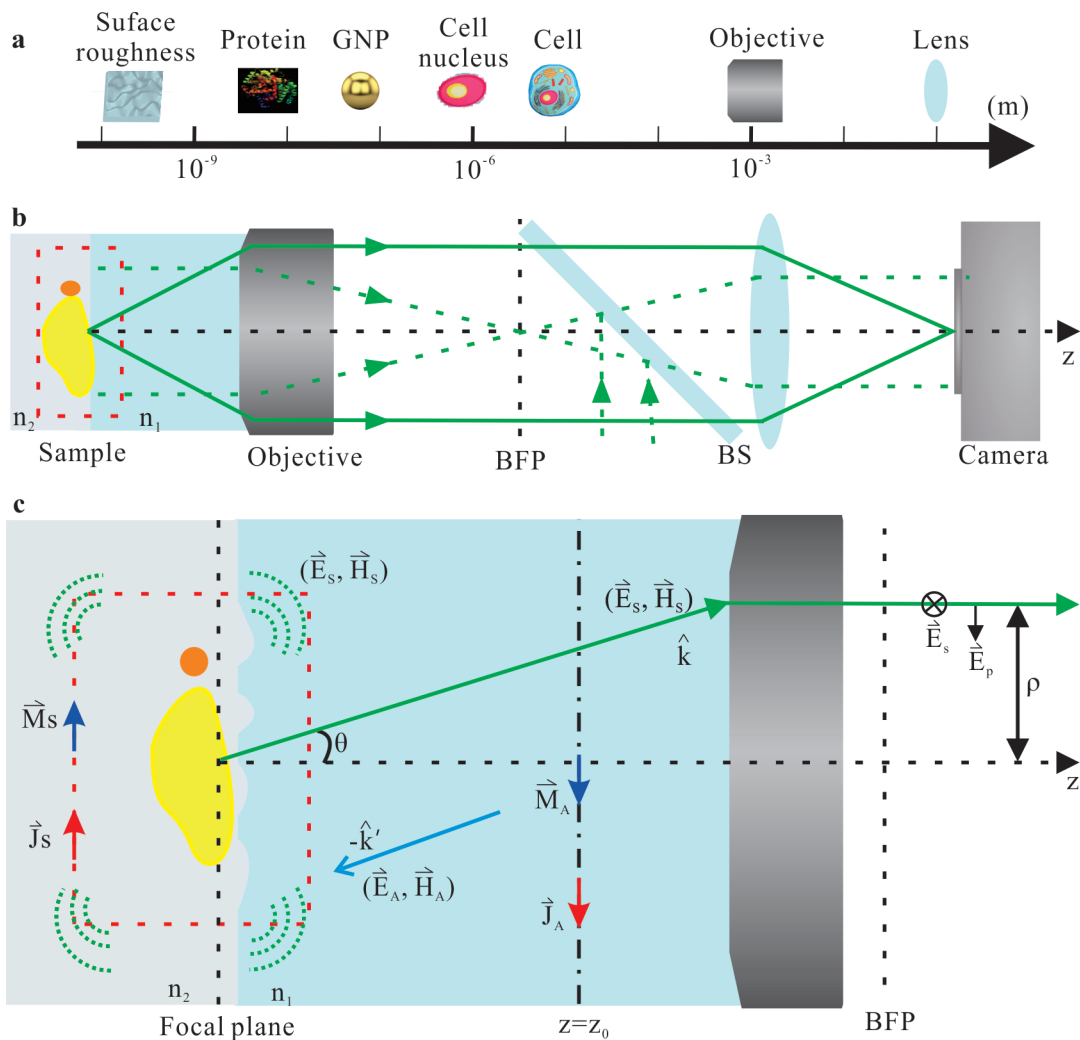 a
Suface
roughness
Protein
GNP
Cell
nucleus
Cell
Objective
Lens
(m)
10⁻⁹
10⁻⁶
10⁻³
b
n₂
n₁
Sample
Objective
BFP
BS
Camera
z
c
(E⃗s, H⃗s)
(E⃗s, H⃗s)
k̂
E⃗s
E⃗p
ρ
M⃗s
θ
z
M⃗A
J⃗s
-k̂′
(E⃗A, H⃗A)
J⃗A
n₂
n₁
Focal plane
z=z₀
BFP